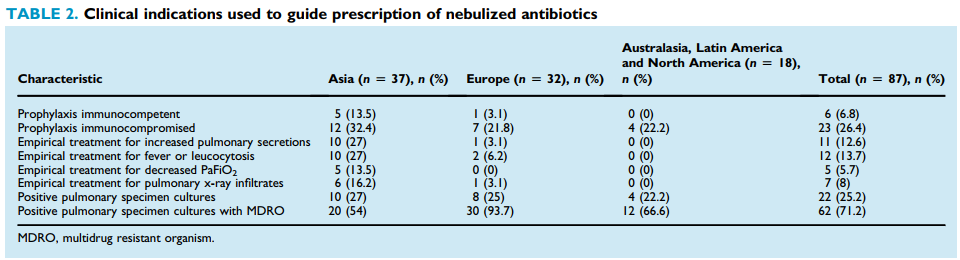 TABLE 2. Clinical indications used to guide prescription of nebulized antibiotics
Australasia, Latin America
and North America (n = 18),
Characteristic Asia (n = 37), n (%) Europe (n = 32), n (%) n (%) Total (n = 87), n (%)
Prophylaxis immunocompetent 5 (13.5) 1 (3.1) 0 (0) 6 (6.8)
Prophylaxis immunocompromised 12 (32.4) 7 (21.8) 4 (22.2) 23 (26.4)
Empirical treatment for increased pulmonary secretions 10 (27) 1 (3.1) 0 (0) 11 (12.6)
Empirical treatment for fever or leucocytosis 10 (27) 2 (6.2) 0 (0) 12 (13.7)
Empirical treatment for decreased PaFiO₂ 5 (13.5) 0 (0) 0 (0) 5 (5.7)
Empirical treatment for pulmonary x-ray infiltrates 6 (16.2) 1 (3.1) 0 (0) 7 (8)
Positive pulmonary specimen cultures 10 (27) 8 (25) 4 (22.2) 22 (25.2)
Positive pulmonary specimen cultures with MDRO 20 (54) 30 (93.7) 12 (66.6) 62 (71.2)
MDRO, multidrug resistant organism.